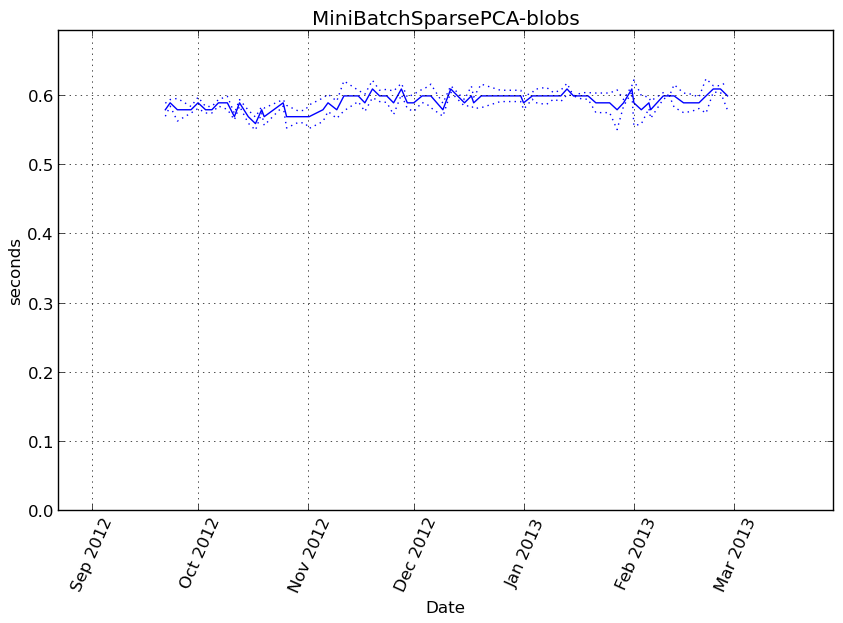 MiniBatchSparsePCA-blobs
0.6
0.5
0.4
0.3
0.2
0.1
0.0
seconds
Sep 2012
Oct 2012
Nov 2012
Dec 2012
Jan 2013
Feb 2013
Mar 2013
Date